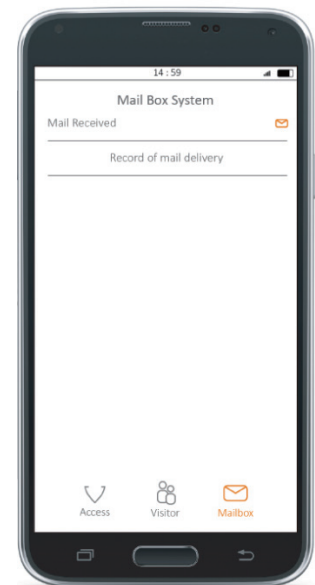 14 : 59
Mail Box System
Mail Received
Record of mail delivery
Access Visitor Mailbox